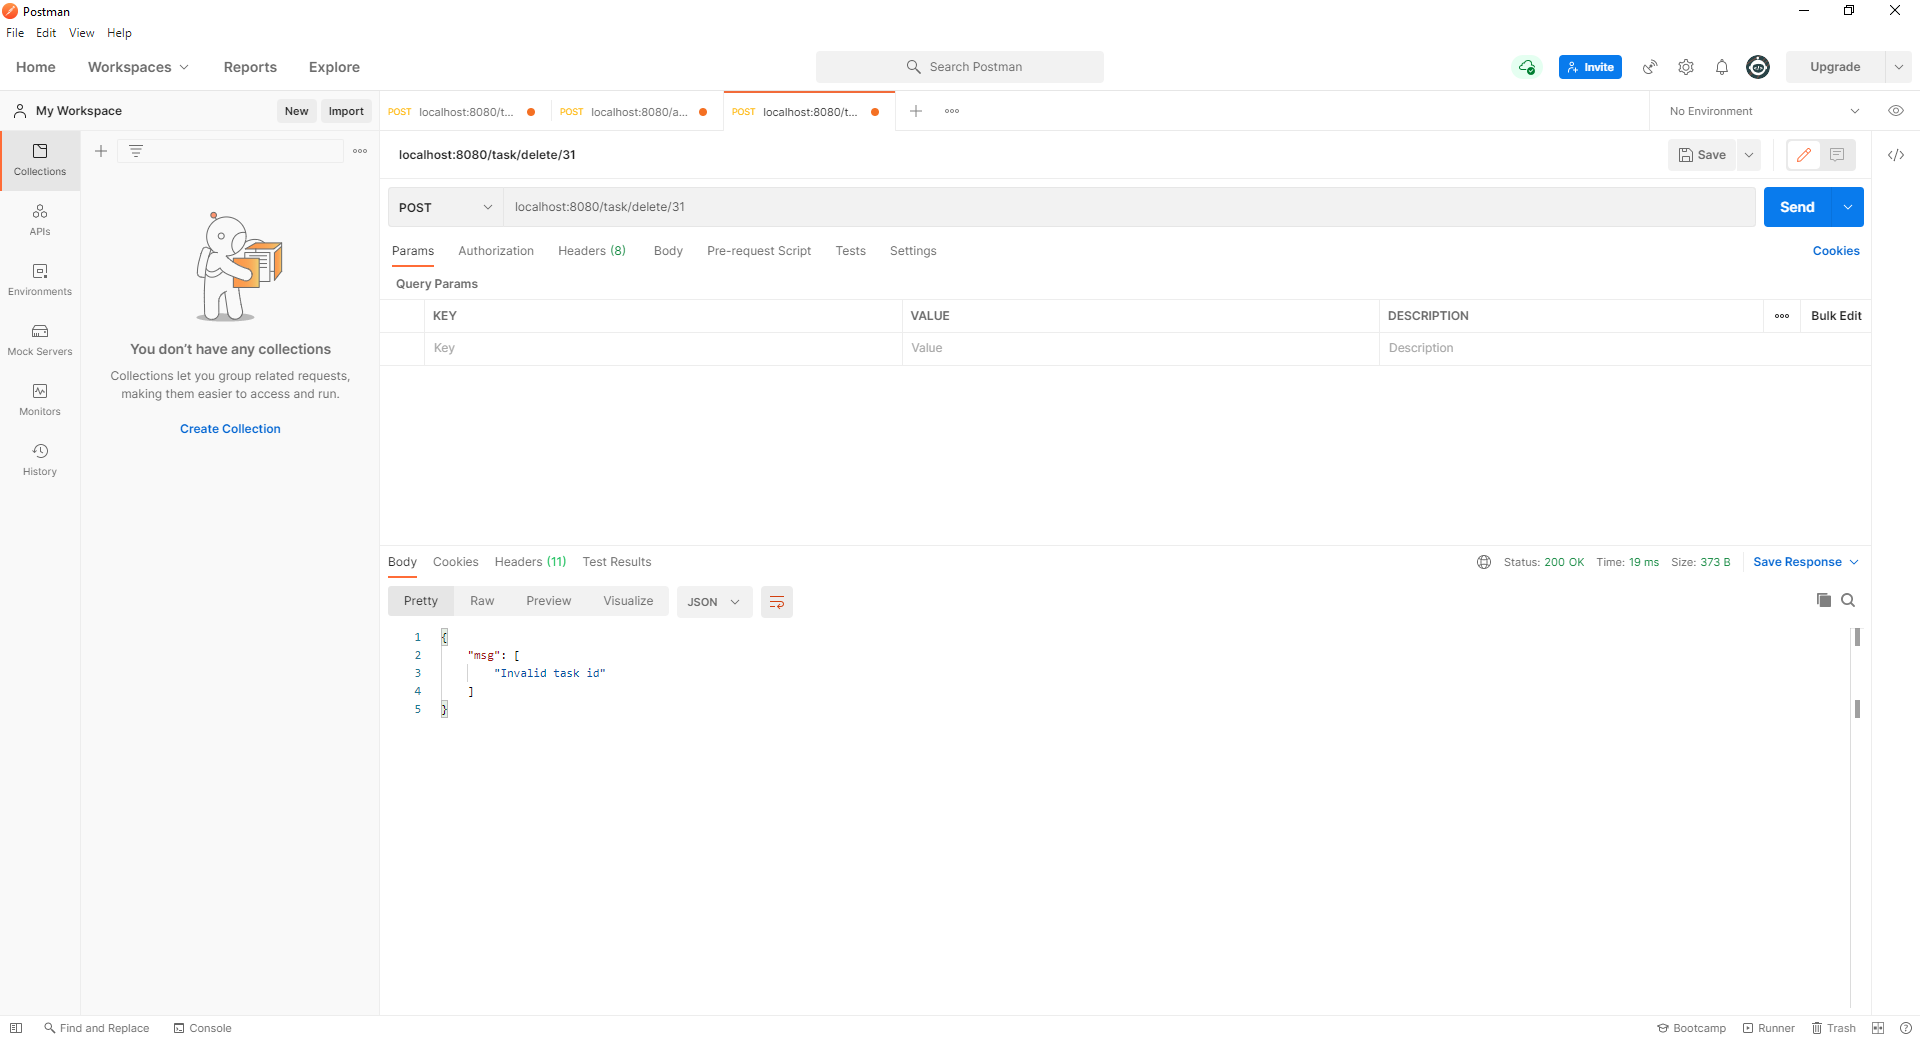 Postman
File Edit View Help
Home Workspaces Reports Explore Search Postman Invite Upgrade
My Workspace New Import POST localhost:8080/t... POST localhost:8080/a... POST localhost:8080/t... No Environment
Collections
APIs
Environments
Mock Servers
Monitors
History
You don't have any collections
Collections let you group related requests,
making them easier to access and run.
Create Collection
localhost:8080/task/delete/31 Save
POST localhost:8080/task/delete/31 Send
Params Authorization Headers (8) Body Pre-request Script Tests Settings Cookies
Query Params
KEY VALUE DESCRIPTION Bulk Edit
Key Value Description
Body Cookies Headers (11) Test Results Status: 200 OK Time: 19 ms Size: 373 B Save Response
Pretty Raw Preview Visualize JSON
1 {
2 "msg": [
3 "Invalid task id"
4 ]
5 }
Find and Replace Console Bootcamp Runner Trash